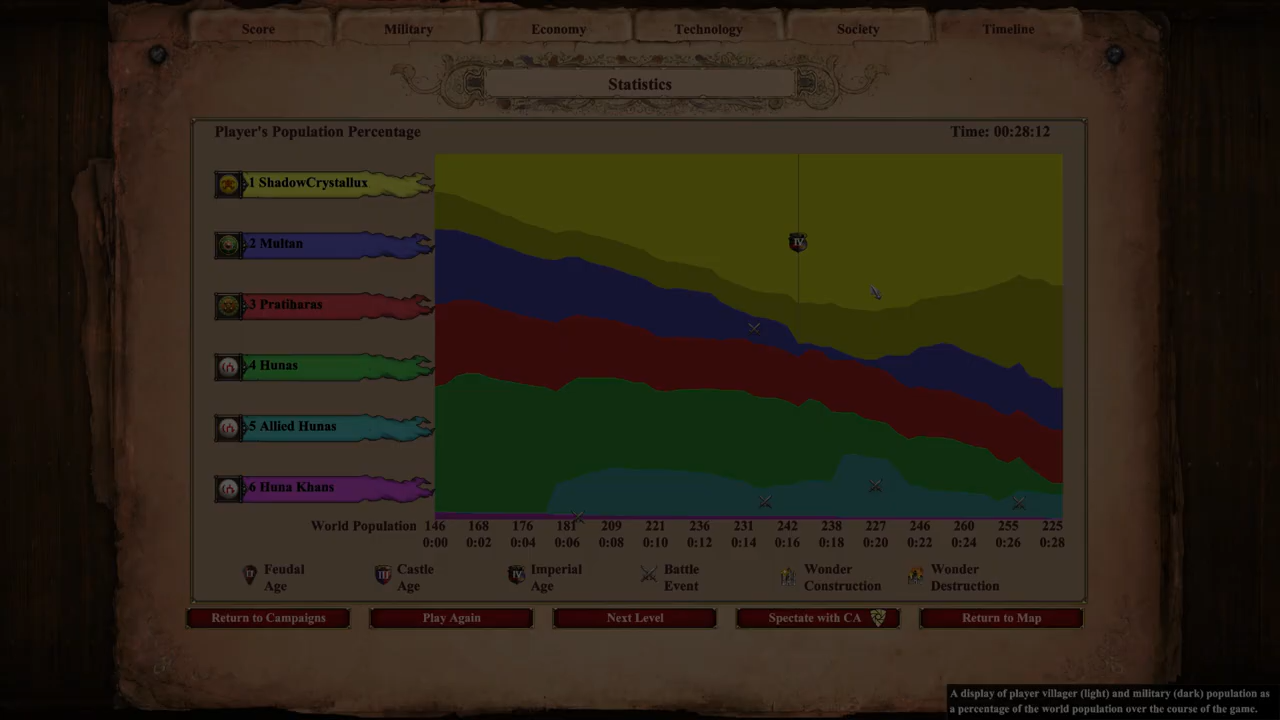 Score Military Economy Technology Society Timeline
Statistics
Player's Population Percentage
Time: 00:28:12
1 ShadowCrystallux
2 Multan
3 Pratiharas
4 Hunas
5 Allied Hunas
6 Huna Khans
IV
World Population 146 168 176 181 209 221 236 231 242 238 227 246 260 255 225
0:00 0:02 0:04 0:06 0:08 0:10 0:12 0:14 0:16 0:18 0:20 0:22 0:24 0:26 0:28
Feudal Age
Castle Age
Imperial Age
Battle Event
Wonder Construction
Wonder Destruction
Return to Campaigns
Play Again
Next Level
Spectate with CA
Return to Map
A display of player villager (light) and military (dark) population as
a percentage of the world population over the course of the game.